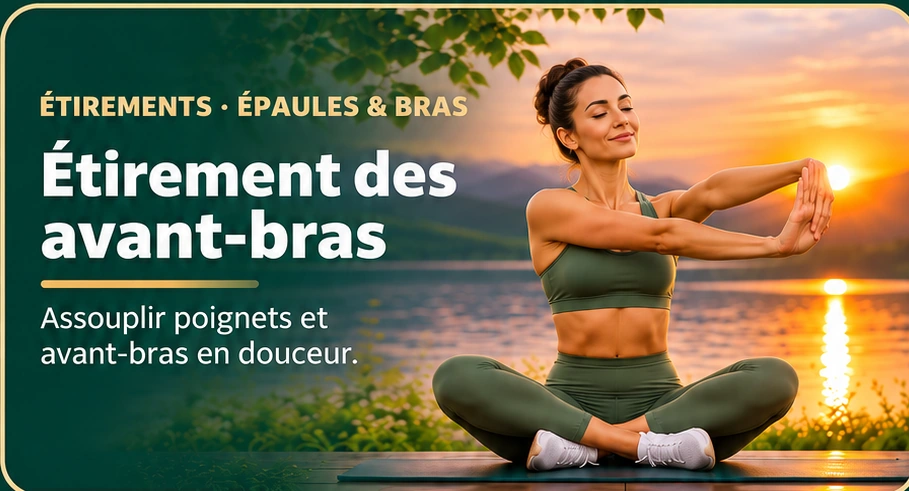 ÉTIREMENTS · ÉPAULES & BRAS
Étirement des
avant-bras
Assouplir poignets et
avant-bras en douceur.